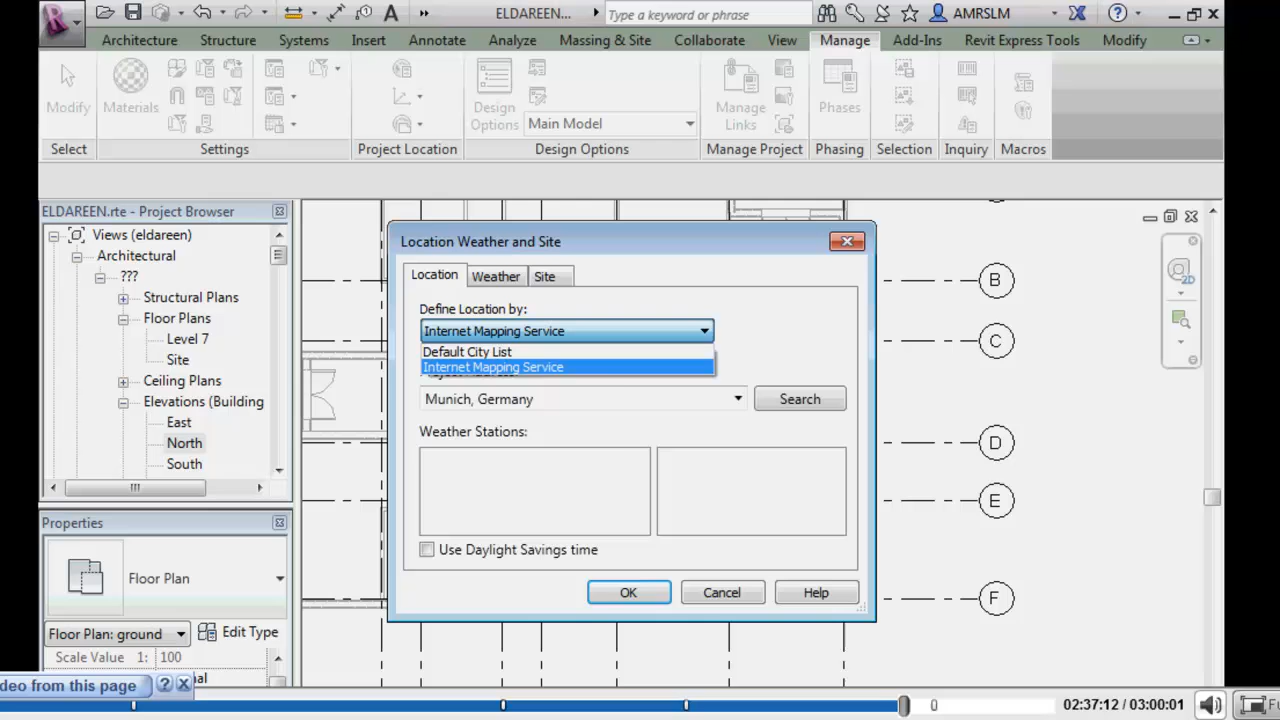 ELDAREEN...
Type a keyword or phrase
AMRSLM
Architecture
Structure
Systems
Insert
Annotate
Analyze
Massing & Site
Collaborate
View
Manage
Add-Ins
Revit Express Tools
Modify
Modify
Materials
Design
Options
Main Model
Manage
Links
Phases
Select
Settings
Project Location
Design Options
Manage Project
Phasing
Selection
Inquiry
Macros
ELDAREEN.rte - Project Browser
Views (eldareen)
Architectural
???
Structural Plans
Floor Plans
Level 7
Site
Ceiling Plans
Elevations (Building
East
North
South
Properties
Floor Plan
Floor Plan: ground
Edit Type
Scale Value 1:
100
Location Weather and Site
Location
Weather
Site
Define Location by:
Internet Mapping Service
Default City List
Internet Mapping Service
Munich, Germany
Search
Weather Stations:
Use Daylight Savings time
OK
Cancel
Help
B
C
D
E
F
2D
deo from this page
?
0
02:37:12 / 03:00:01